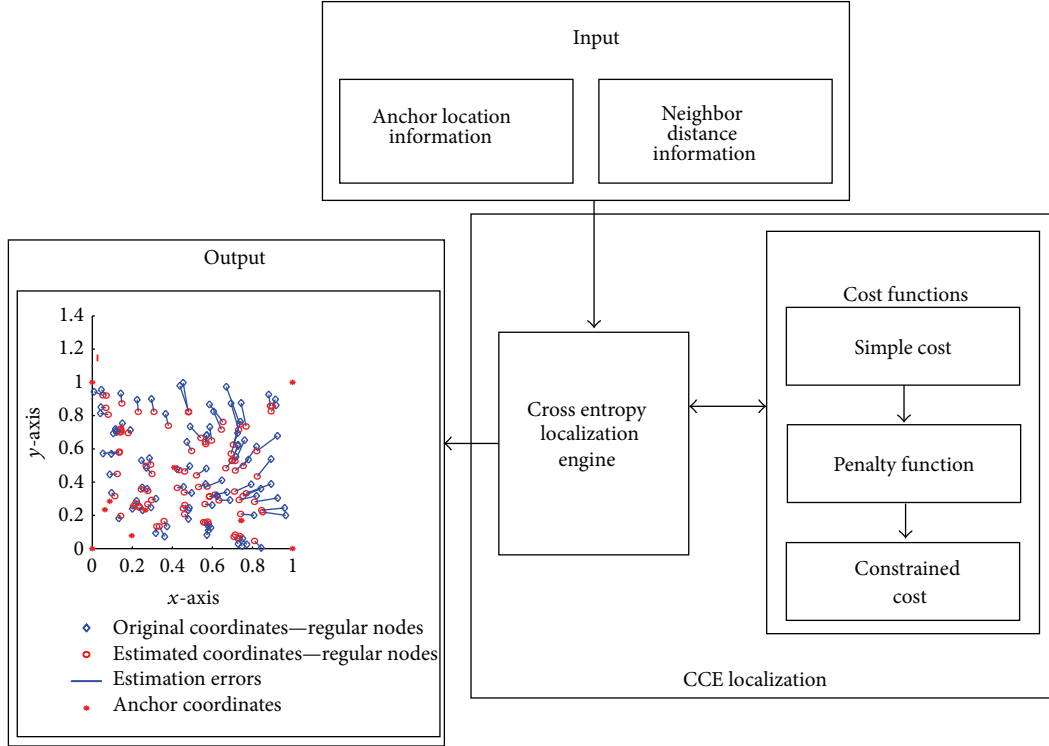 Input
Anchor location
information
Neighbor
distance
information
Output
1.4
1.2
1
0.8
0.6
0.4
0.2
0
y-axis
0 0.2 0.4 0.6 0.8 1
x-axis
Original coordinates—regular nodes
Estimated coordinates—regular nodes
Estimation errors
Anchor coordinates
Cross entropy
localization
engine
Cost functions
Simple cost
Penalty function
Constrained
cost
CCE localization